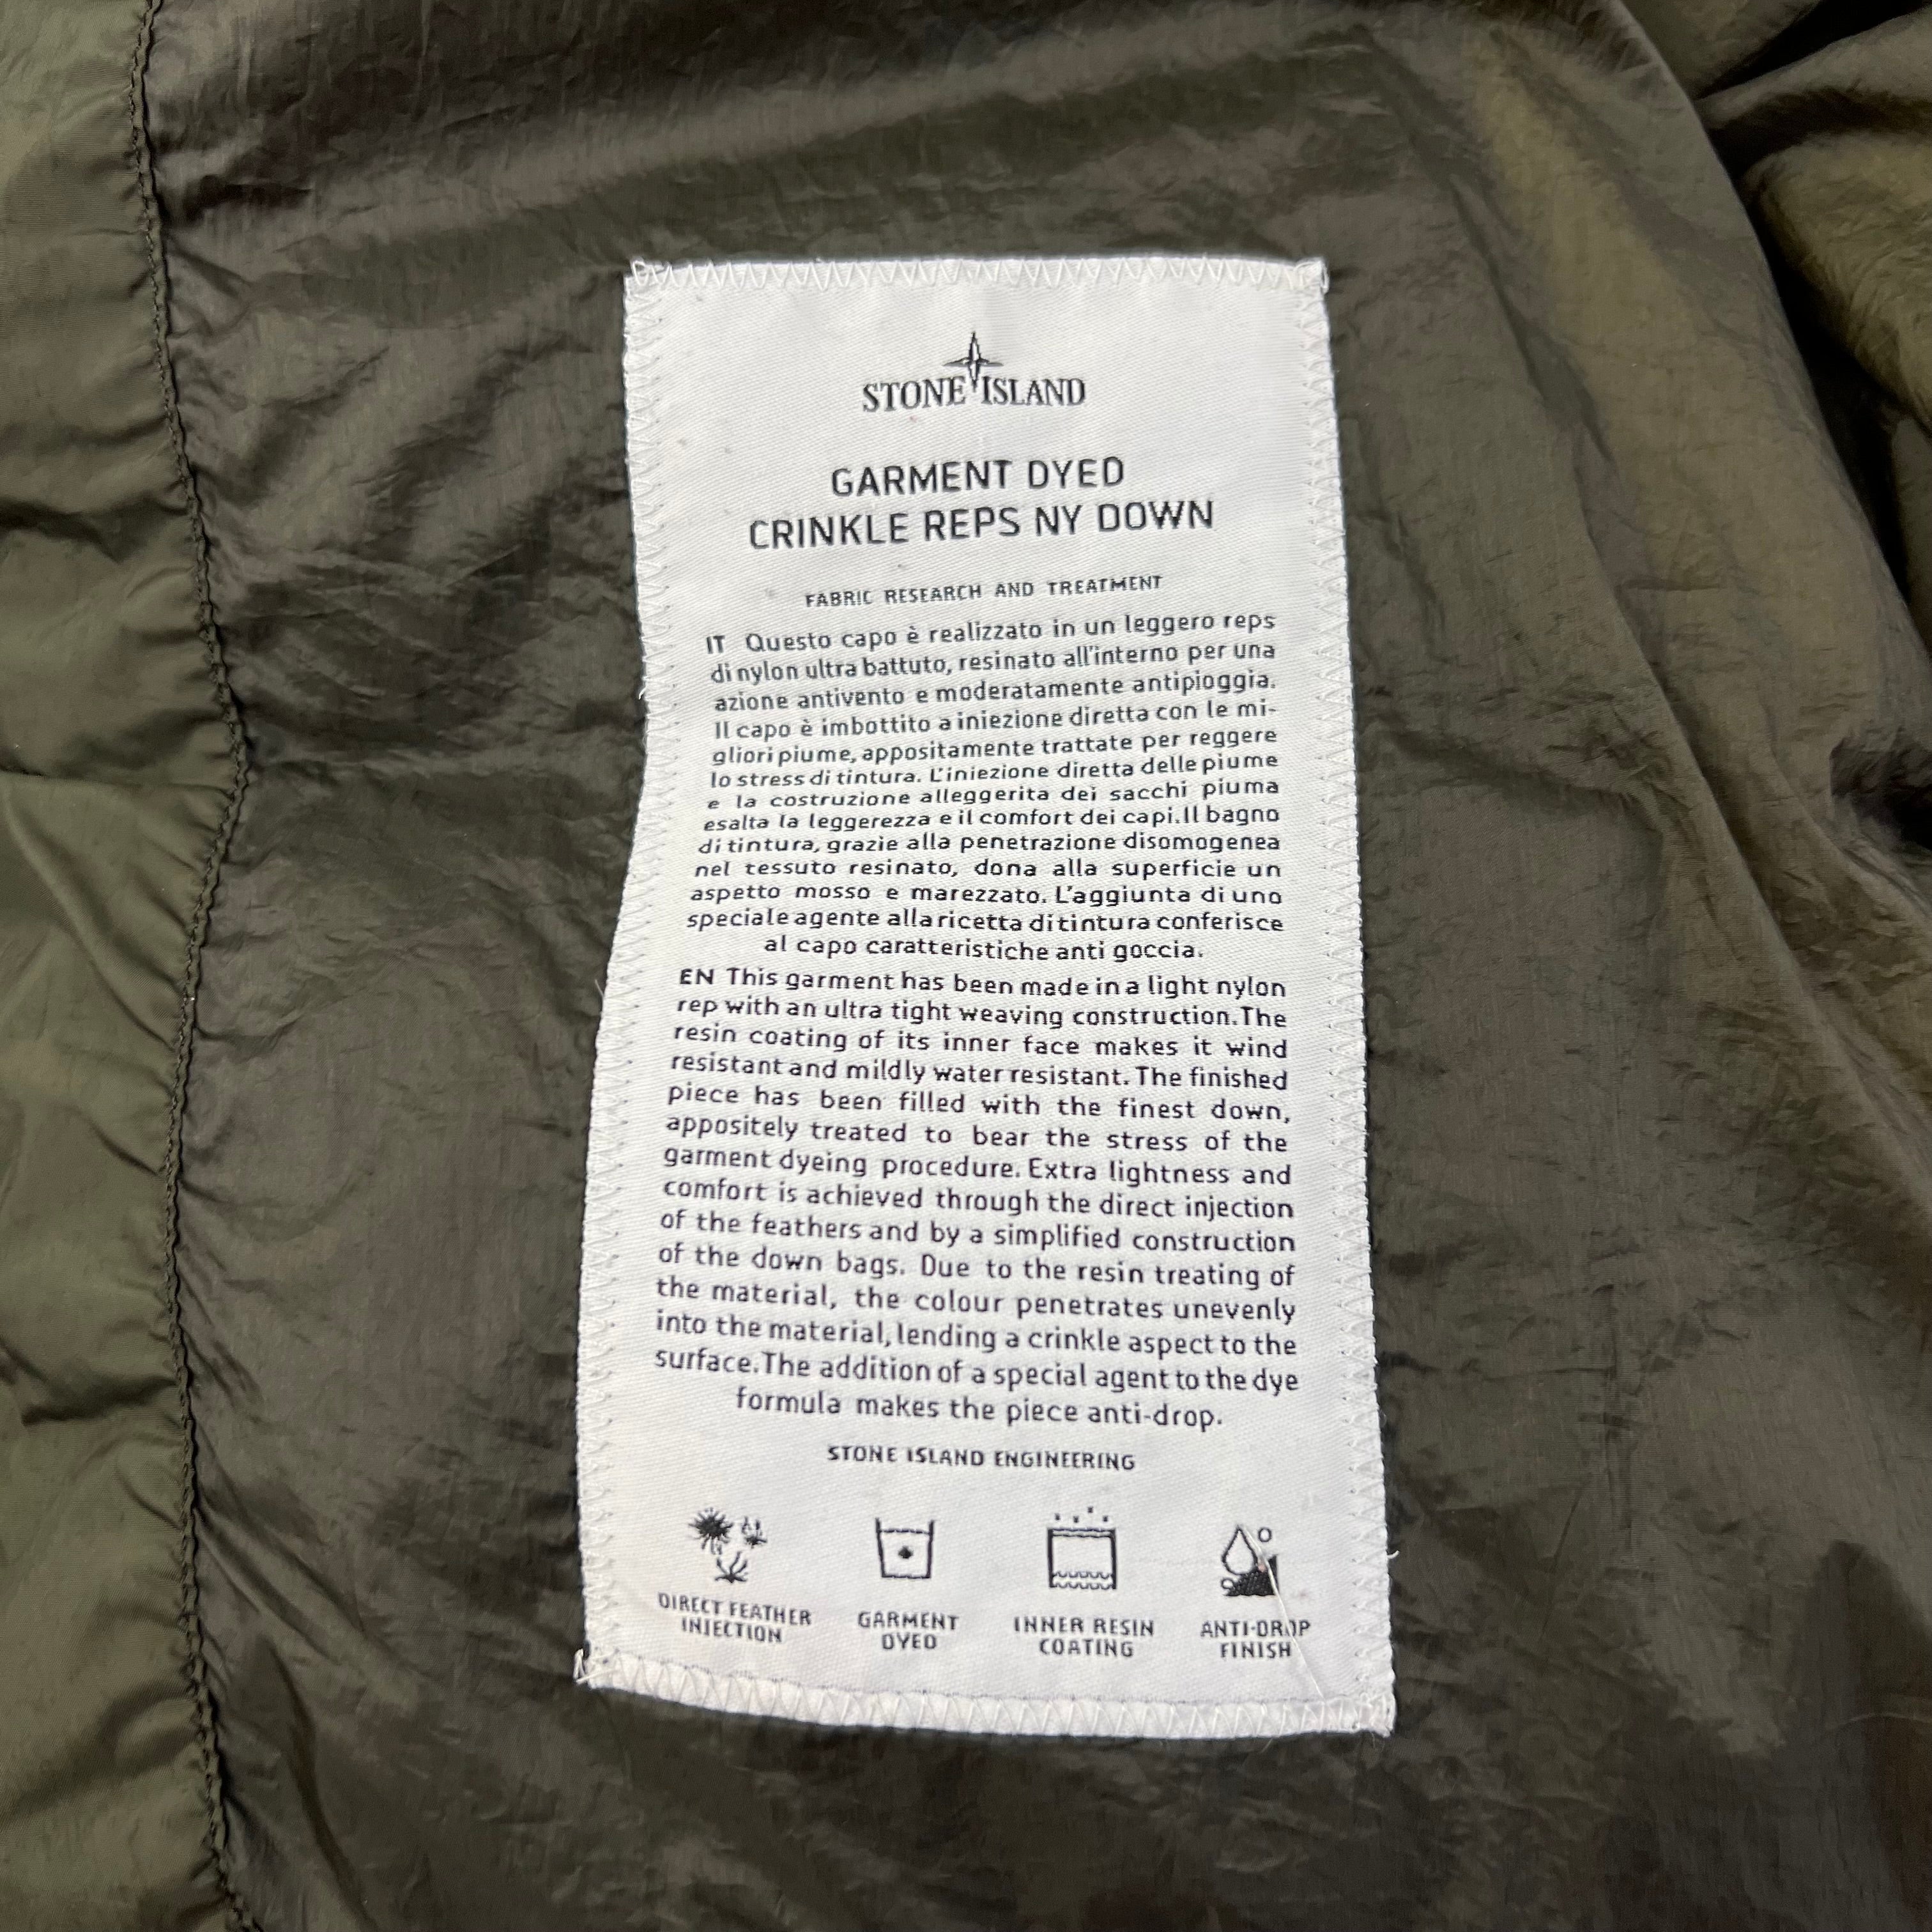 STONE ISLAND
GARMENT DYED
CRINKLE REPS NY DOWN
FABRIC RESEARCH AND TREATMENT
IT Questo capo è realizzato in un leggero reps
di nylon ultra battuto, resinato all'interno per una
azione antivento e moderatamente antipioggia.
Il capo è imbottito a iniezione diretta con le mi-
gliori piume, appositamente trattate per reggere
lo stress di tintura. L'iniezione diretta delle piume
e la costruzione alleggerita dei sacchi piuma
esalta la leggerezza e il comfort dei capi. Il bagno
di tintura, grazie alla penetrazione disomogenea
nel tessuto resinato, dona alla superficie un
aspetto mosso e marezzato. L'aggiunta di uno
speciale agente alla ricetta di tintura conferisce
al capo caratteristiche anti goccia.
EN This garment has been made in a light nylon
rep with an ultra tight weaving construction. The
resin coating of its inner face makes it wind
resistant and mildly water resistant. The finished
piece has been filled with the finest down,
appositely treated to bear the stress of the
garment dyeing procedure. Extra lightness and
comfort is achieved through the direct injection
of the feathers and by a simplified construction
of the down bags. Due to the resin treating of
the material, the colour penetrates unevenly
into the material, lending a crinkle aspect to the
surface. The addition of a special agent to the dye
formula makes the piece anti-drop.
STONE ISLAND ENGINEERING
DIRECT FEATHER
INJECTION
GARMENT
DYED
INNER RESIN
COATING
ANTI-DROP
FINISH